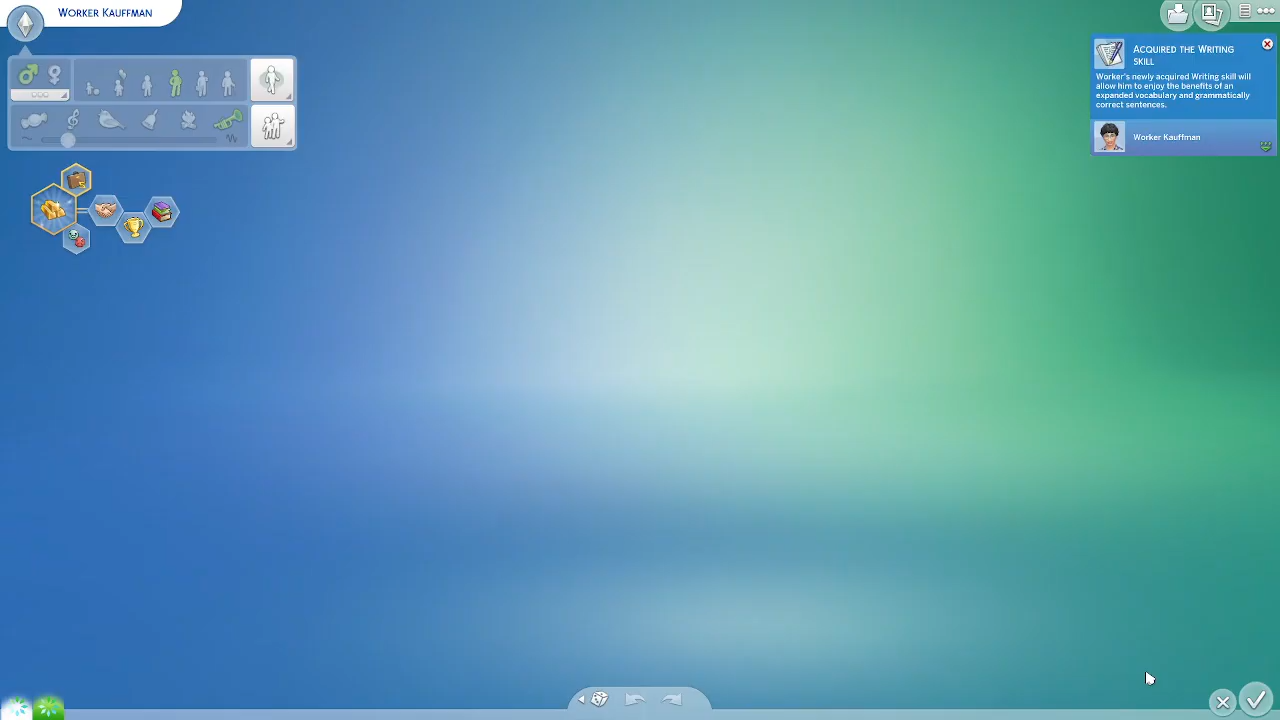 Worker Kauffman
Acquired the Writing
skill
Worker's newly acquired Writing skill will
allow him to enjoy the benefits of an
expanded vocabulary and grammatically
correct sentences.
Worker Kauffman